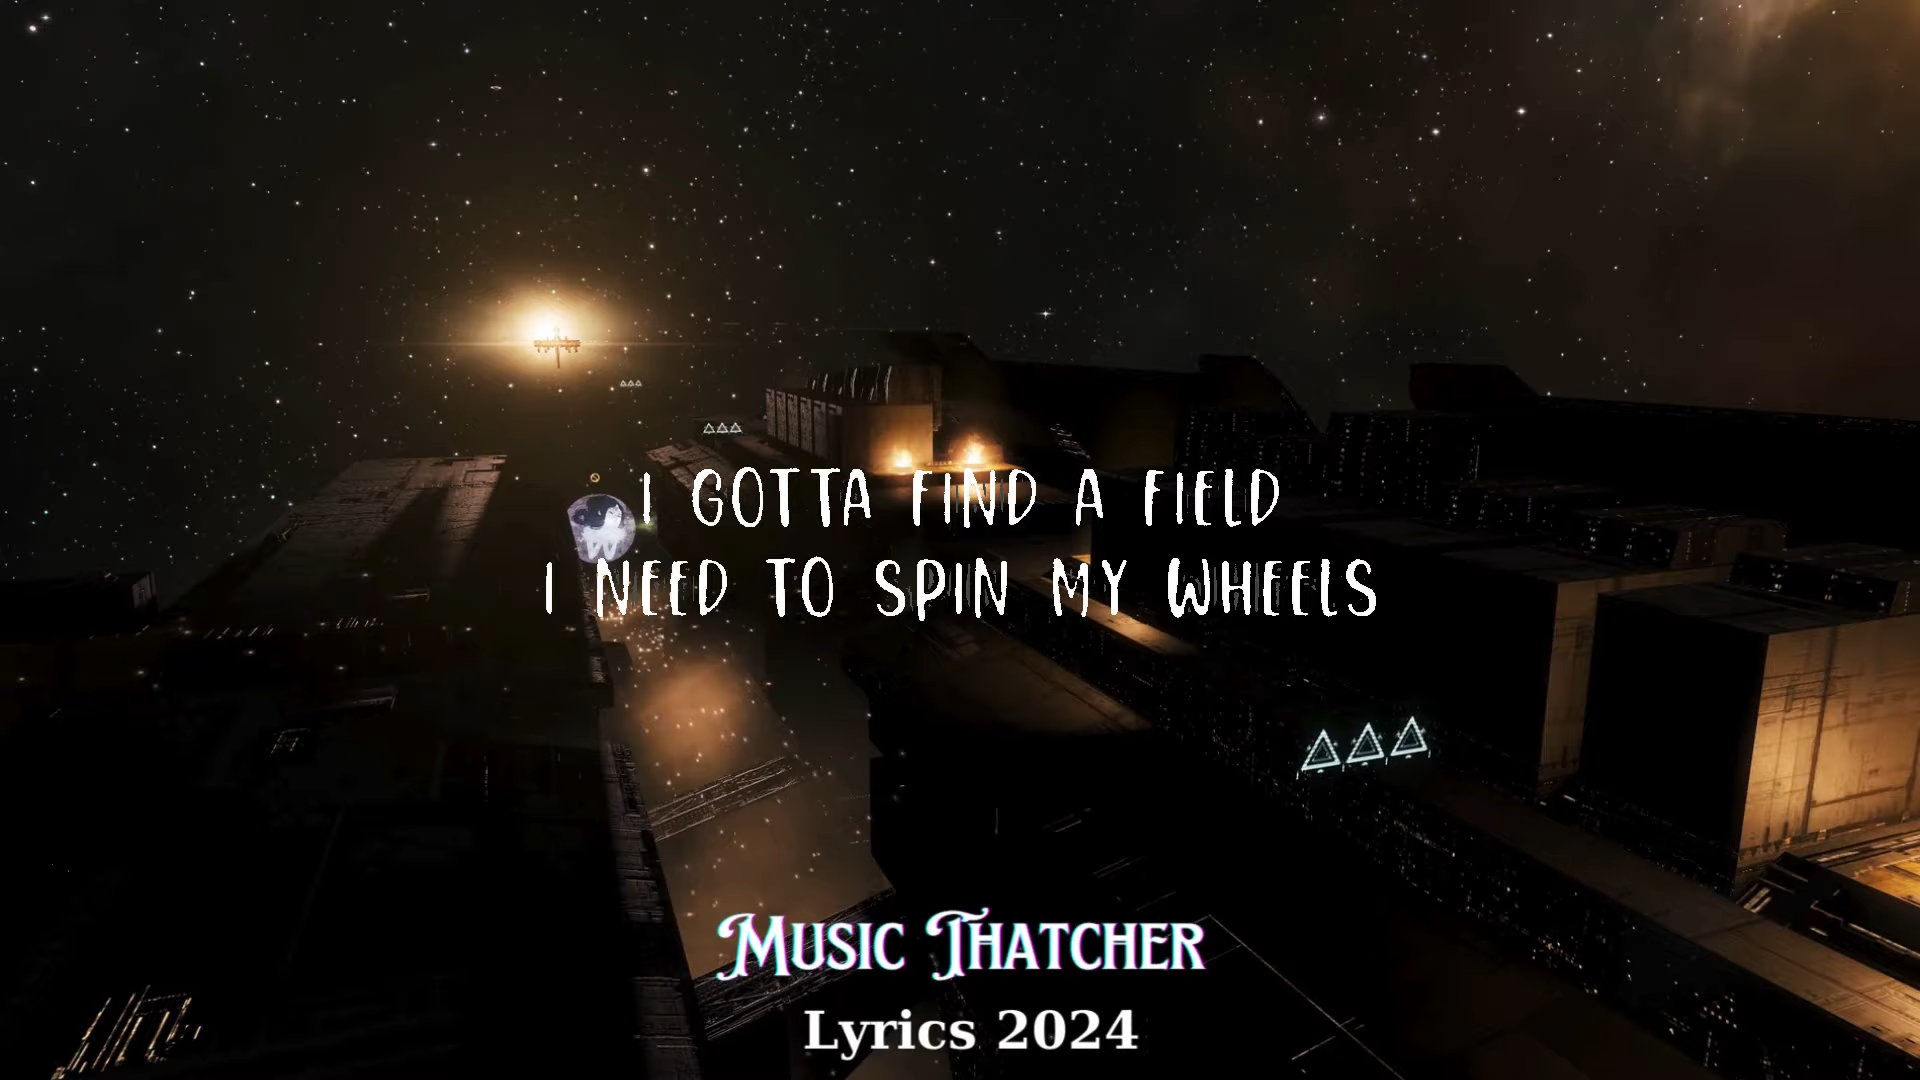 I GOTTA FIND A FIELD
I NEED TO SPIN MY WHEELS
MUSIC THATCHER
Lyrics 2024